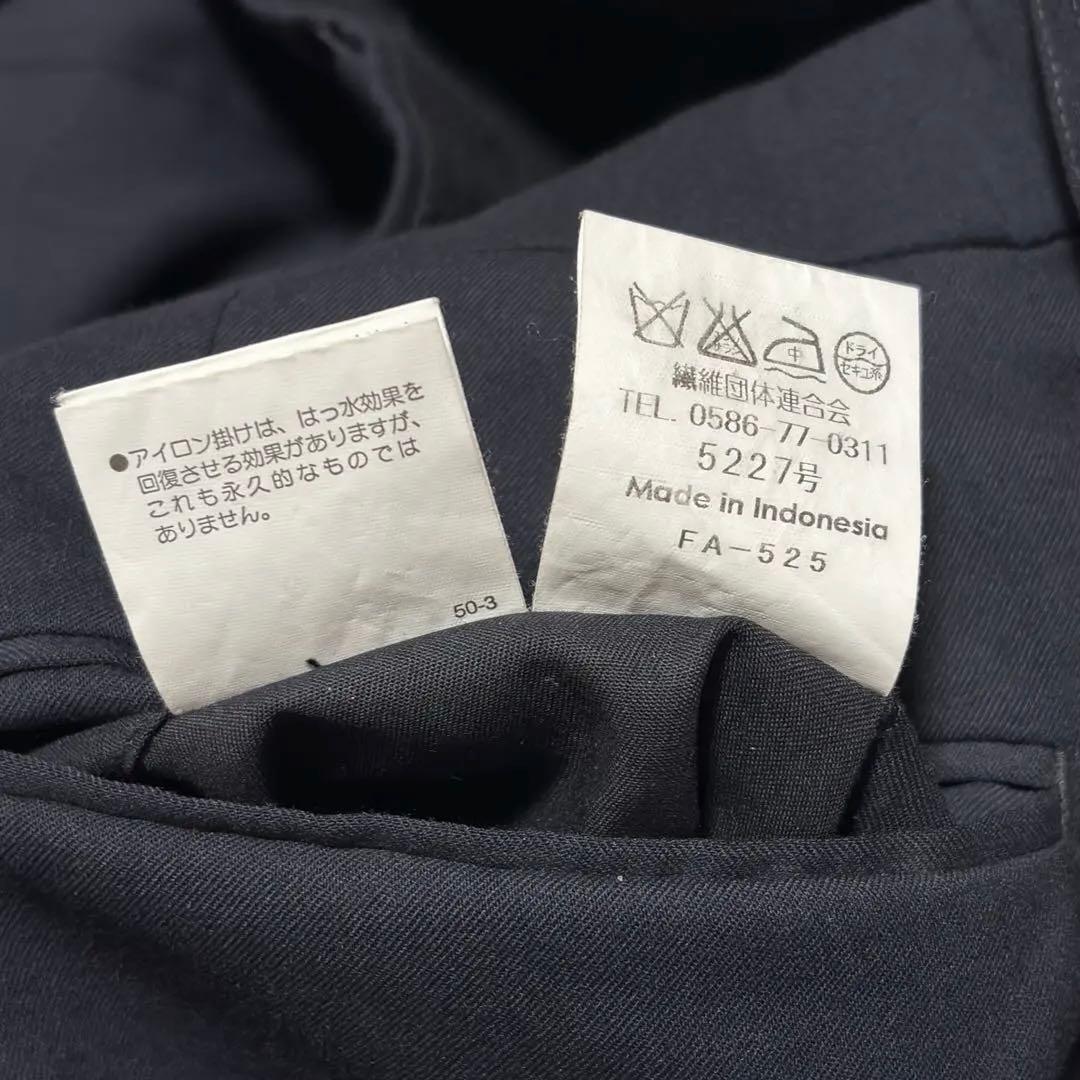 ●アイロン掛けは、はっ水効果を
回復させる効果がありますが、
これも永久的なものでは
ありません。
50-3
中
ドライ
セキユ系
繊維団体連合会
TEL. 0586-77-0311
5227号
Made in Indonesia
FA-525